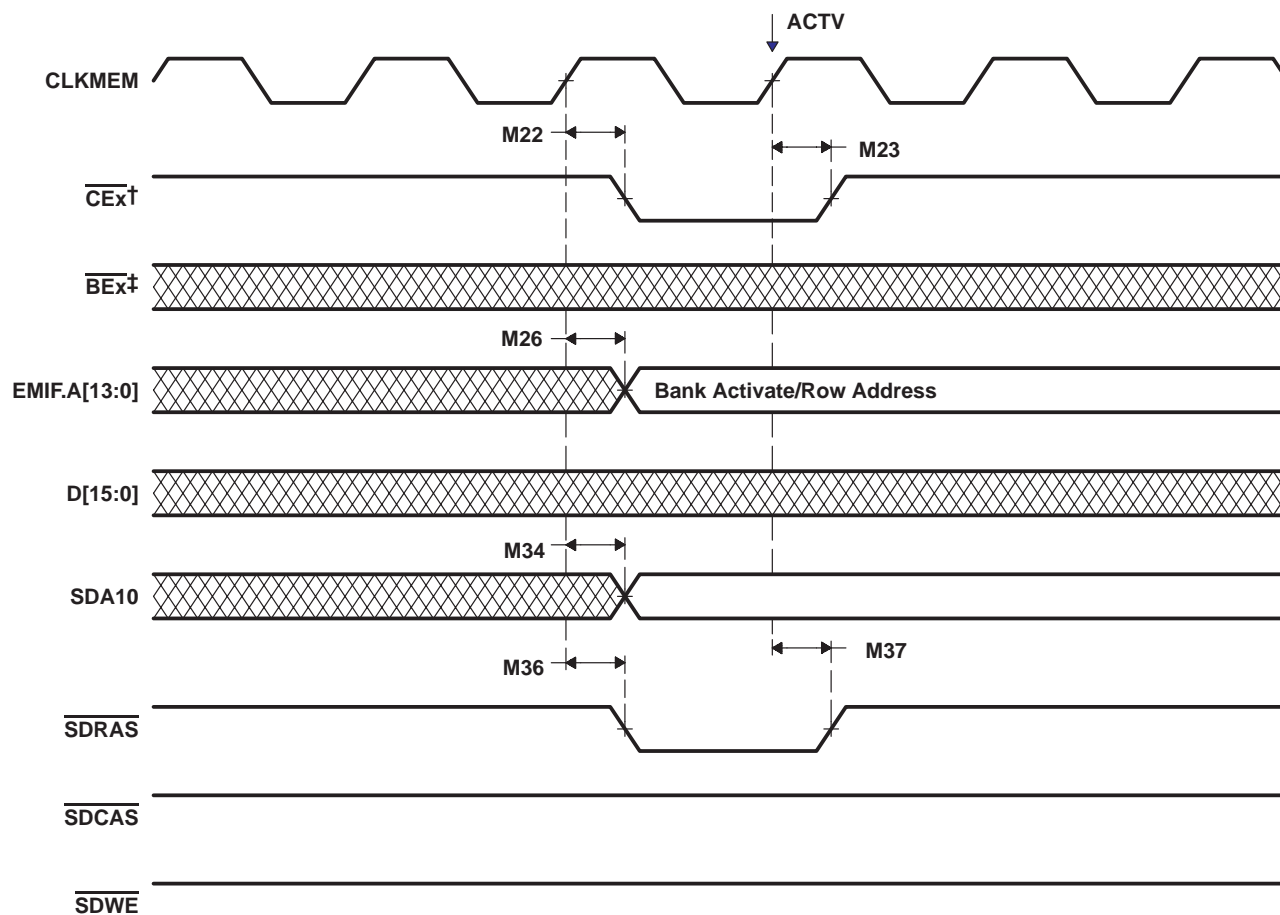 ACTV
CLKMEM
M22
M23
CEx†
BEx‡
M26
EMIF.A[13:0]
Bank Activate/Row Address
D[15:0]
M34
SDA10
M36
M37
SDRAS
SDCAS
SDWE